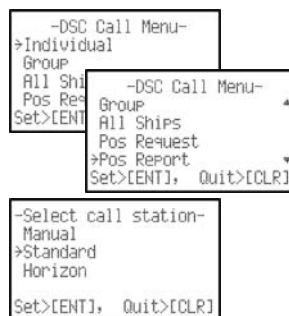 -DSC Call Menu-
→Individual
Group
All Shi
Pos Req
Set>[ENT
-DSC Call Menu-
Group
All Ships
Pos Request
→Pos Report
Set>[ENT], Quit>[CLR]
-Select call station-
Manual
→Standard
Horizon
Set>[ENT], Quit>[CLR]